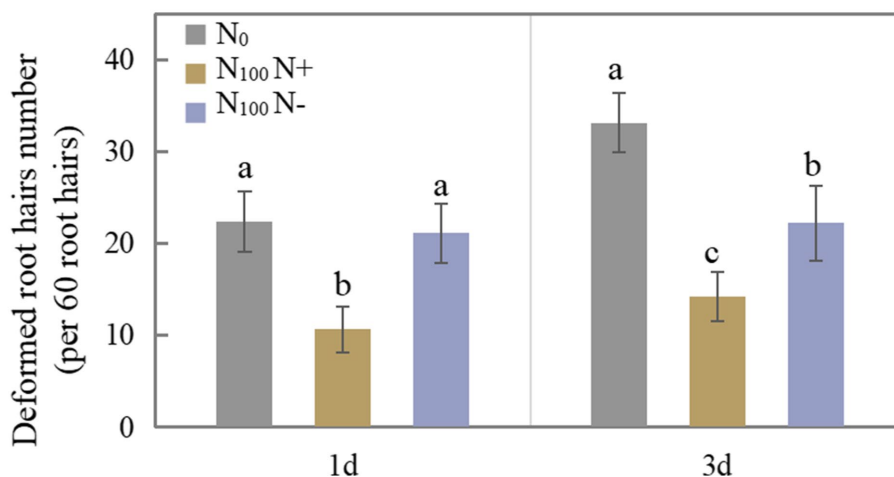 Deformed root hairs number
(per 60 root hairs)
40
30
20
10
0
N₀
N₁₀₀ N+
N₁₀₀ N-
a
b
a
a
c
b
1d
3d